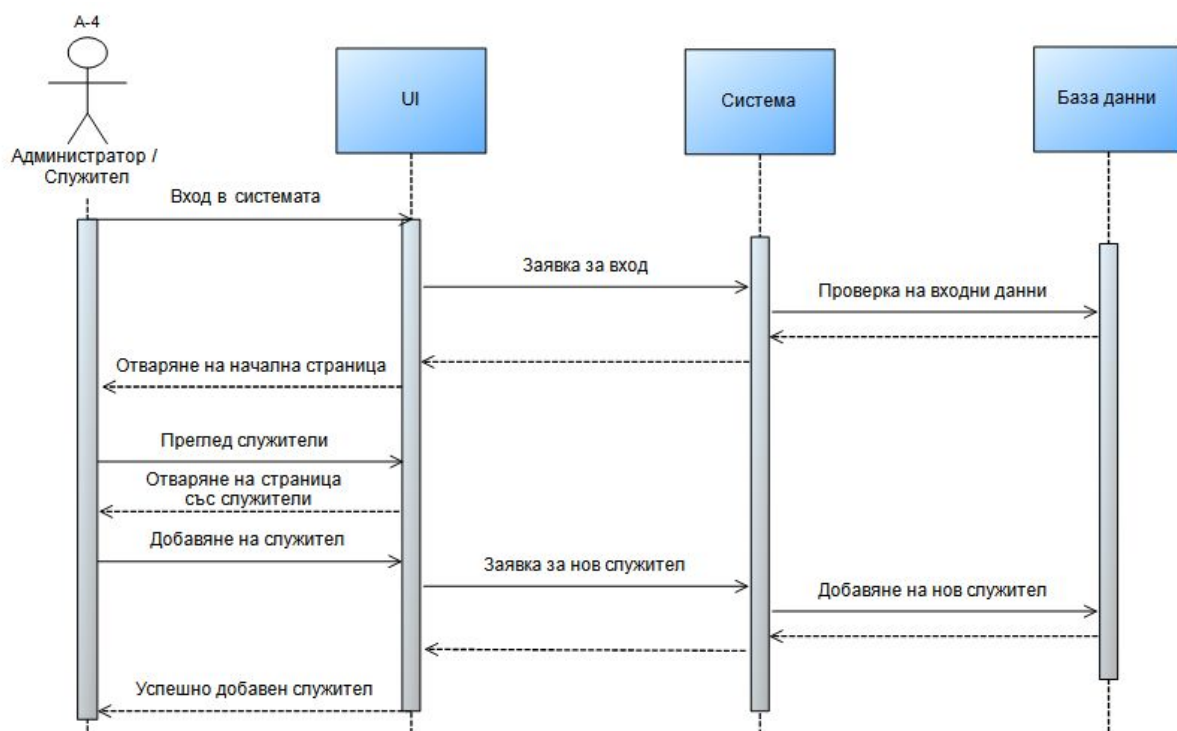 A-4
Администратор /
Служител
UI
Система
База данни
Вход в системата
Заявка за вход
Проверка на входни данни
Отваряне на начална страница
Преглед служители
Отваряне на страница
със служители
Добавяне на служител
Заявка за нов служител
Добавяне на нов служител
Успешно добавен служител